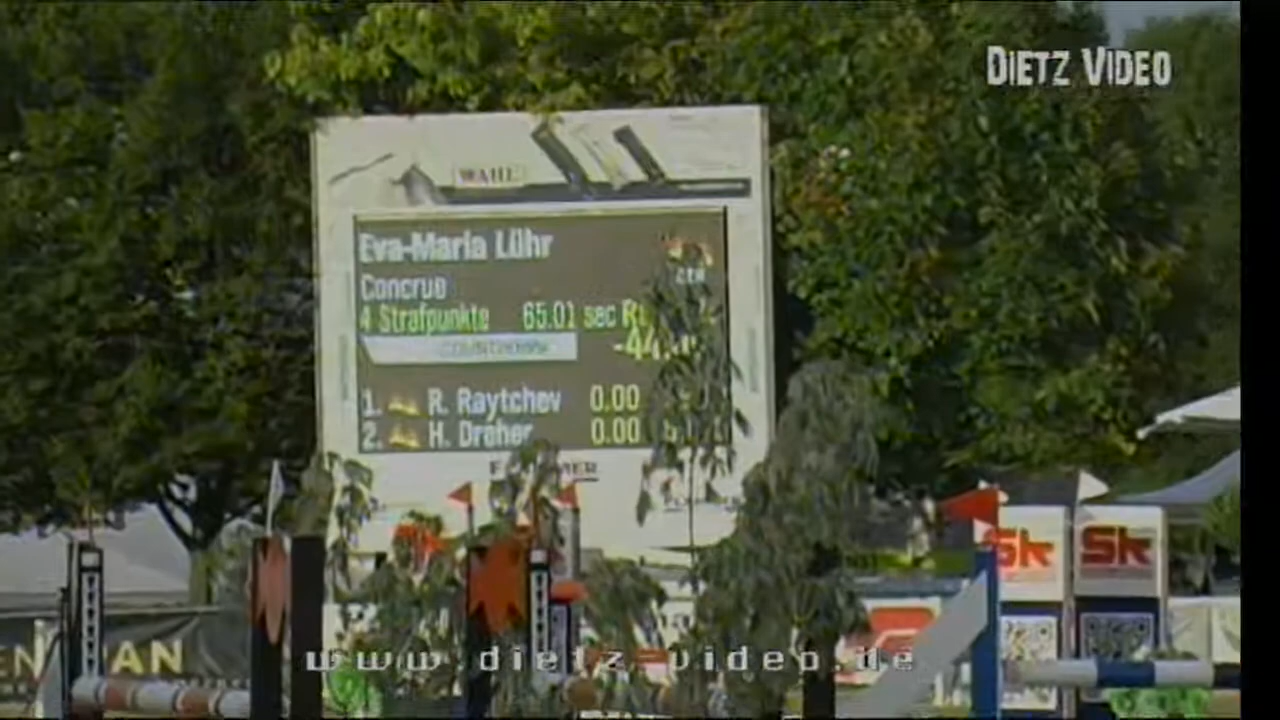 DIETZ VIDEO
WAHL
Eva-Maria Lühr
Concrue
4 Strafpunkte 65.01 sec
1. R. Raytchev 0.00
2. H. Dreher 0.00
Sk Sk
www.dietz-video.de